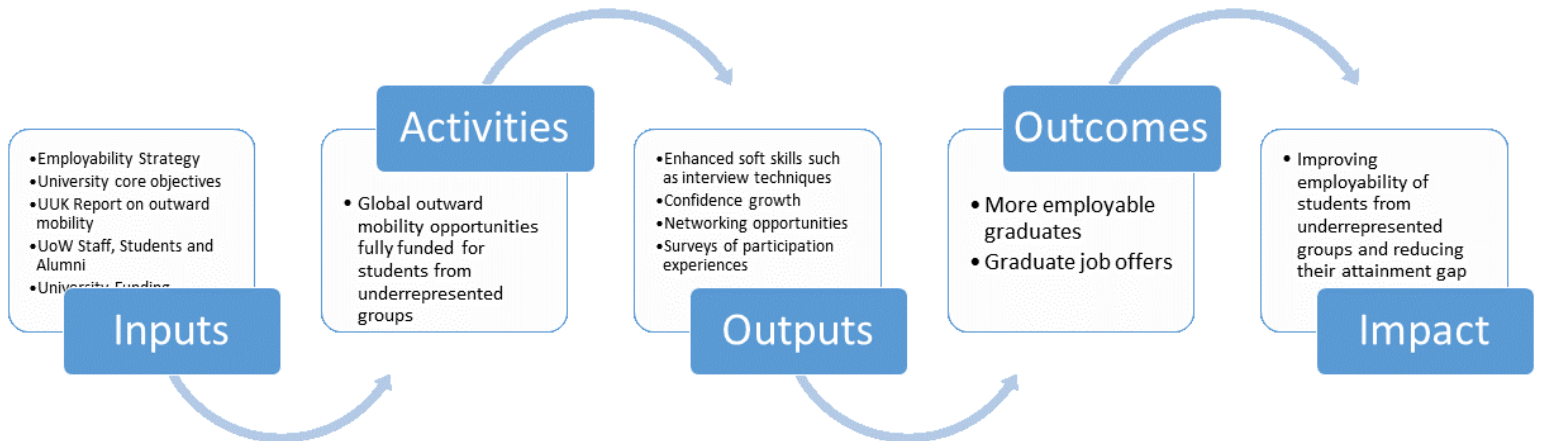 •Employability Strategy
•University core objectives
•UUK Report on outward
mobility
•UoW Staff, Students and
Alumni
•University Funding
Inputs
Activities
• Global outward
mobility opportunities
fully funded for
students from
underrepresented
groups
•Enhanced soft skills such
as interview techniques
•Confidence growth
•Networking opportunities
•Surveys of participation
experiences
Outputs
Outcomes
• More employable
graduates
• Graduate job offers
• Improving
employability of
students from
underrepresented
groups and reducing
their attainment gap
Impact